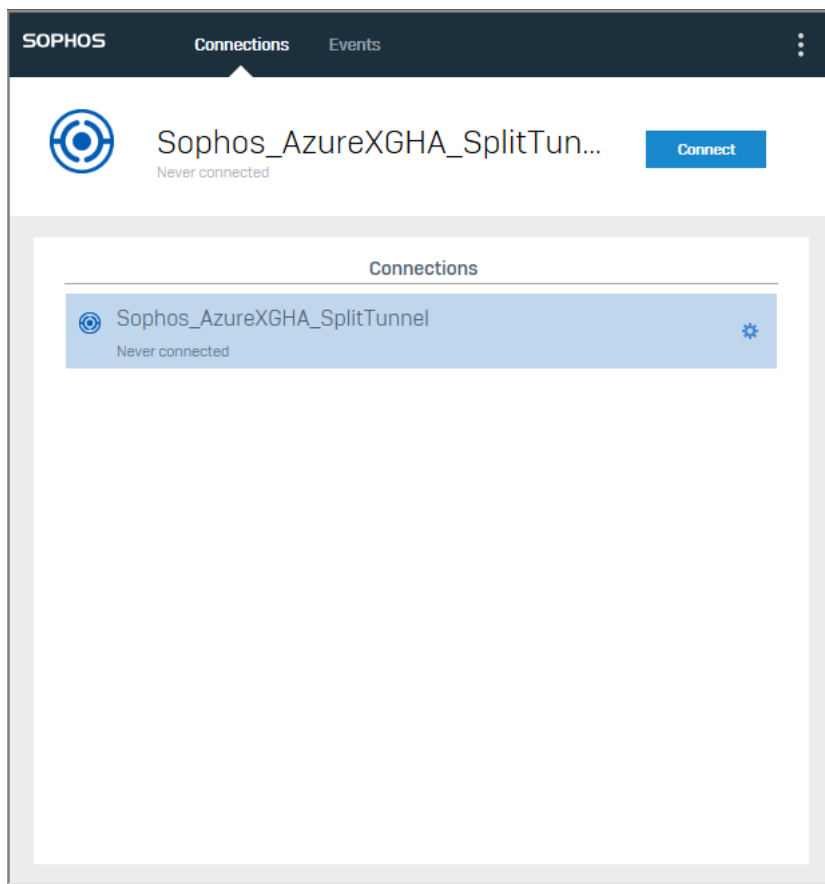 SOPHOS
Connections
Events
Sophos_AzureXGHA_SplitTun...
Never connected
Connect
Connections
Sophos_AzureXGHA_SplitTunnel
Never connected